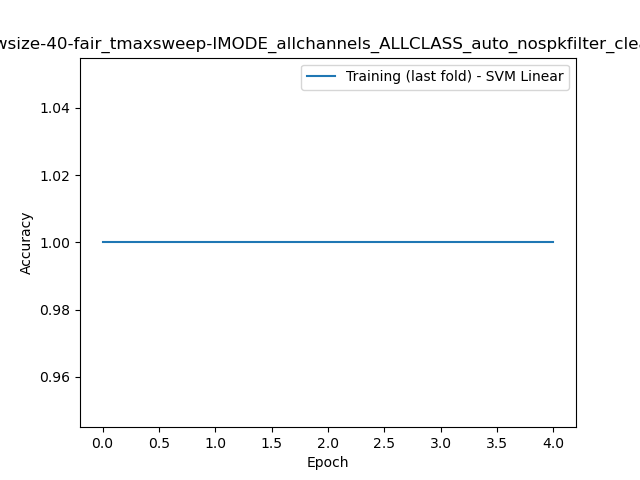 wsize-40-fair_tmaxsweep-IMODE_allchannels_ALLCLASS_auto_nospkfilter_clea
Training (last fold) - SVM Linear
1.04
1.02
1.00
0.98
0.96
Accuracy
0.0 0.5 1.0 1.5 2.0 2.5 3.0 3.5 4.0
Epoch